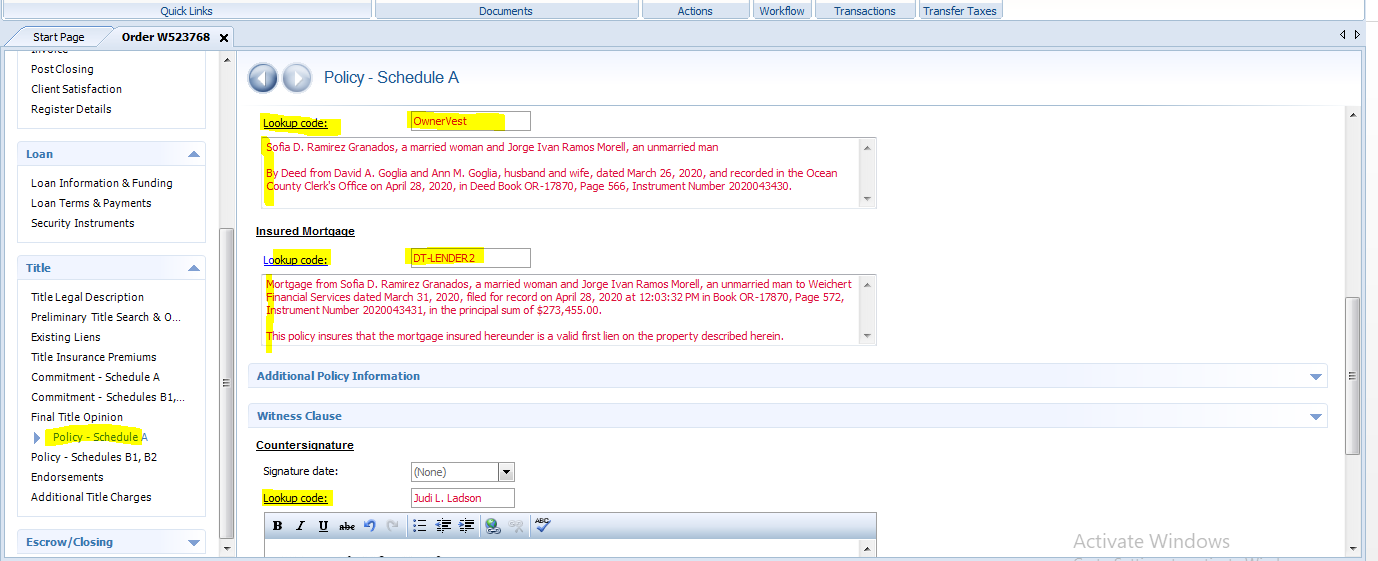 Quick Links Documents Actions Workflow Transactions Transfer Taxes
Start Page Order W523768
Invoice
Post Closing
Client Satisfaction
Register Details
Loan
Loan Information & Funding
Loan Terms & Payments
Security Instruments
Title
Title Legal Description
Preliminary Title Search & O...
Existing Liens
Title Insurance Premiums
Commitment - Schedule A
Commitment - Schedules B1,...
Final Title Opinion
Policy - Schedule A
Policy - Schedules B1, B2
Endorsements
Additional Title Charges
Escrow/Closing
Policy - Schedule A
Lookup code: OwnerVest
Sofia D. Ramirez Granados, a married woman and Jorge Ivan Ramos Morell, an unmarried man
By Deed from David A. Goglia and Ann M. Goglia, husband and wife, dated March 26, 2020, and recorded in the Ocean
County Clerk's Office on April 28, 2020, in Deed Book OR-17870, Page 566, Instrument Number 2020043430.
Insured Mortgage
Lookup code: DT-LENDER2
Mortgage from Sofia D. Ramirez Granados, a married woman and Jorge Ivan Ramos Morell, an unmarried man to Weichert
Financial Services dated March 31, 2020, filed for record on April 28, 2020 at 12:03:32 PM in Book OR-17870, Page 572,
Instrument Number 2020043431, in the principal sum of $273,455.00.
This policy insures that the mortgage insured hereunder is a valid first lien on the property described herein.
Additional Policy Information
Witness Clause
Countersignature
Signature date: (None)
Lookup code: Judi L. Ladson
B I U abc ABC
Activate Windows